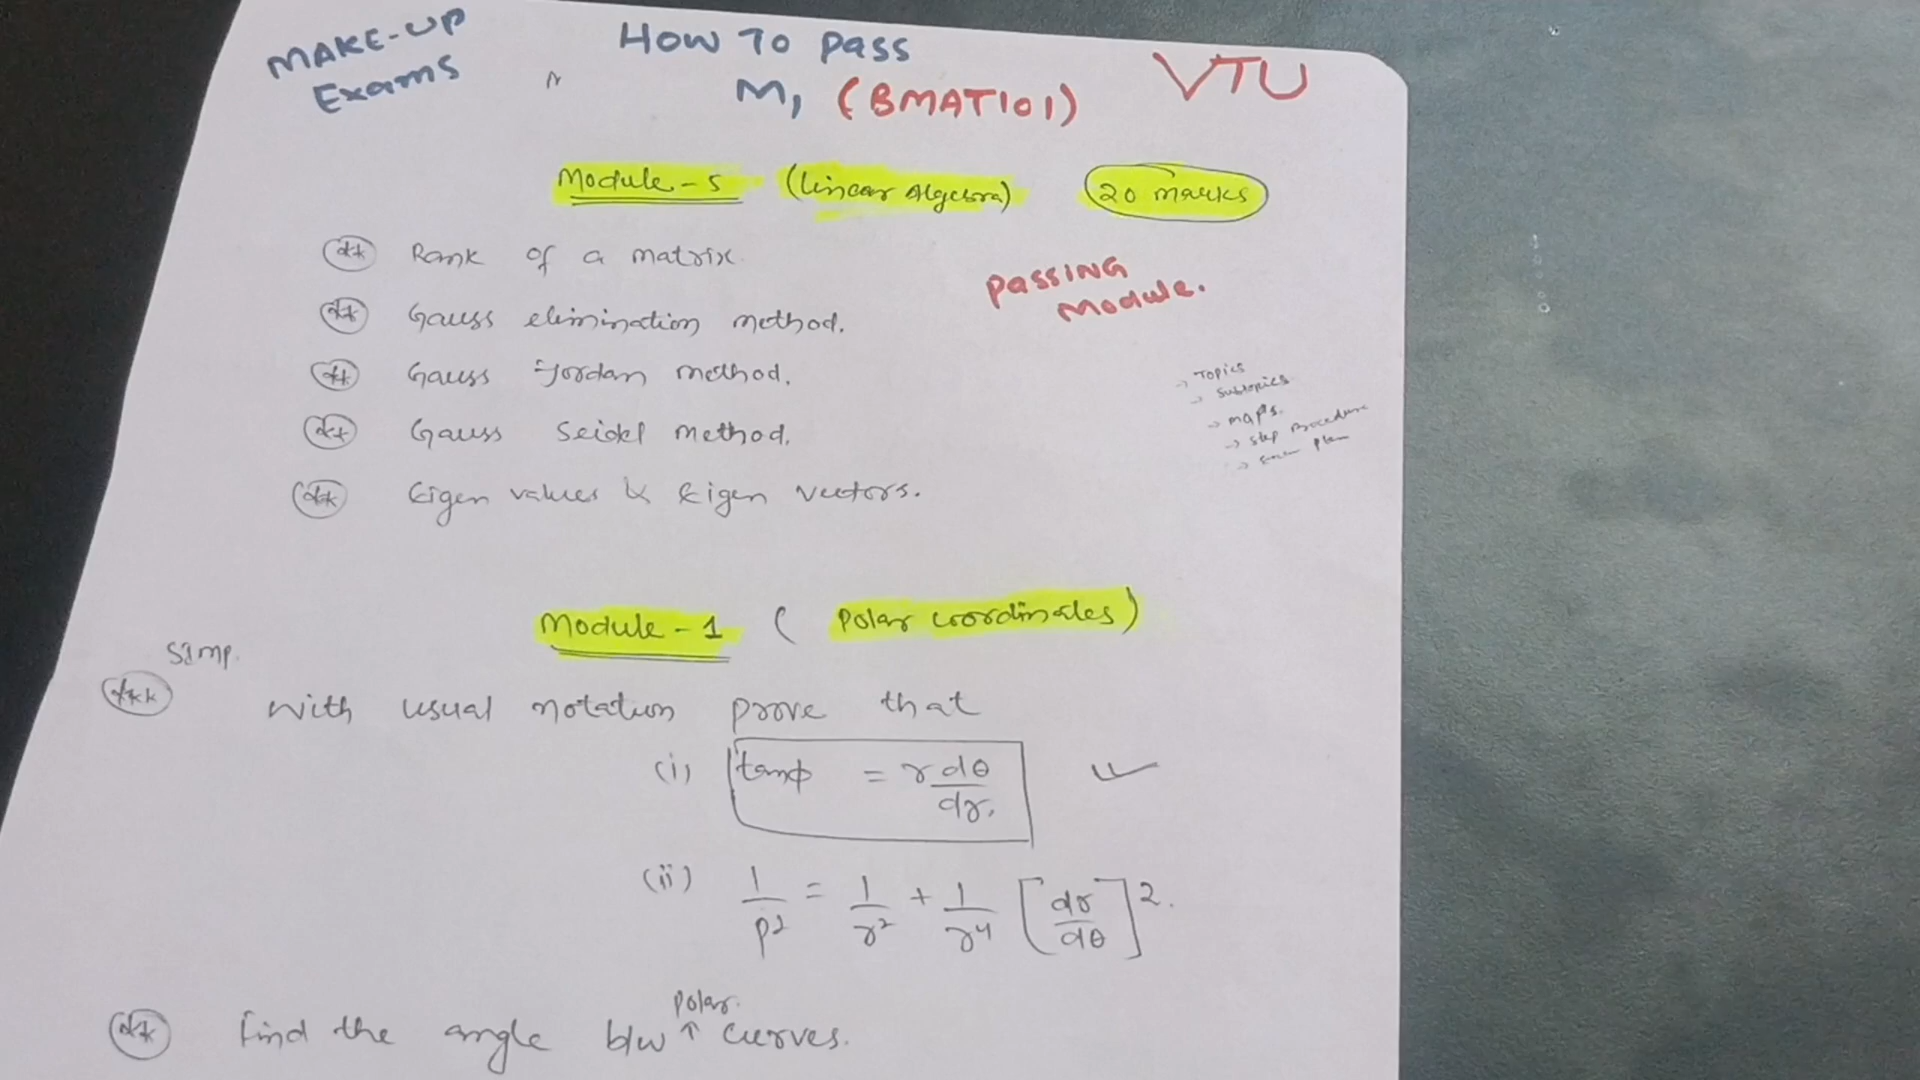 MAKE-UP
Exams
How To pass
M1 (BMAT101)
VTU
Module-5 (Linear Algebra) 20 marks
** Rank of a matrix.
** Gauss elimination method.
** Gauss Jordan method.
** Gauss Seidel method.
** Eigen values & Eigen vectors.
PASSING
Module.
→ Topics
→ Subtopics
→ mqp's.
→ step Procedure
→ plan
Module-1 ( Polar coordinates)
Simp.
*** With usual notation prove that
(i) tanϕ = r dθ/dr.
(ii) 1/p² = 1/r² + 1/r⁴ [dr/dθ]².
** Find the angle b/w ↑ curves.
polar.